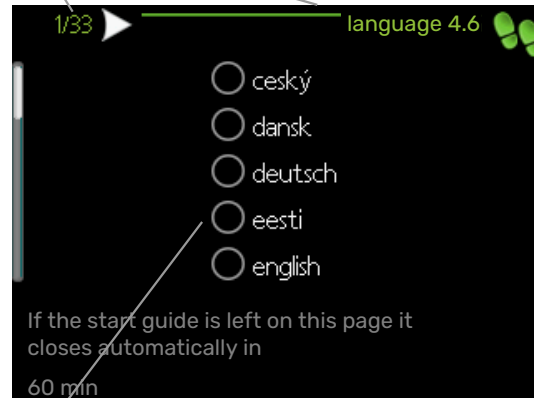 1/33
language 4.6
ceský
dansk
deutsch
eesti
english
If the start guide is left on this page it
closes automatically in
60 min